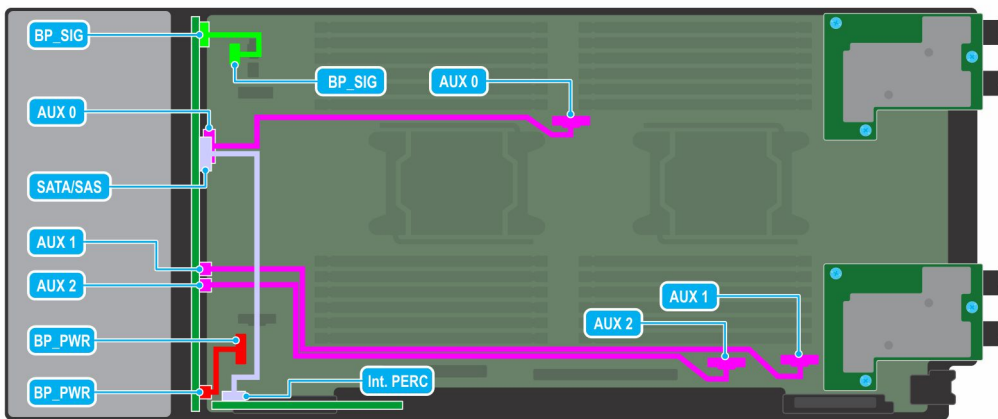 BP_SIG
BP_SIG
AUX 0
AUX 0
SATA/SAS
AUX 1
AUX 2
AUX 1
AUX 2
BP_PWR
Int. PERC
BP_PWR